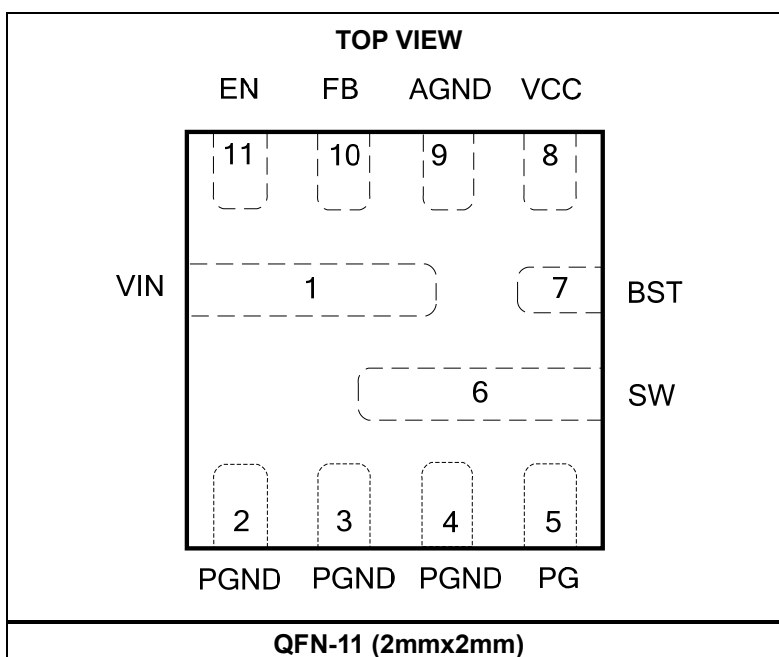 TOP VIEW
EN FB AGND VCC
11 10 9 8
VIN 1 7 BST
6 SW
2 3 4 5
PGND PGND PGND PG
QFN-11 (2mmx2mm)